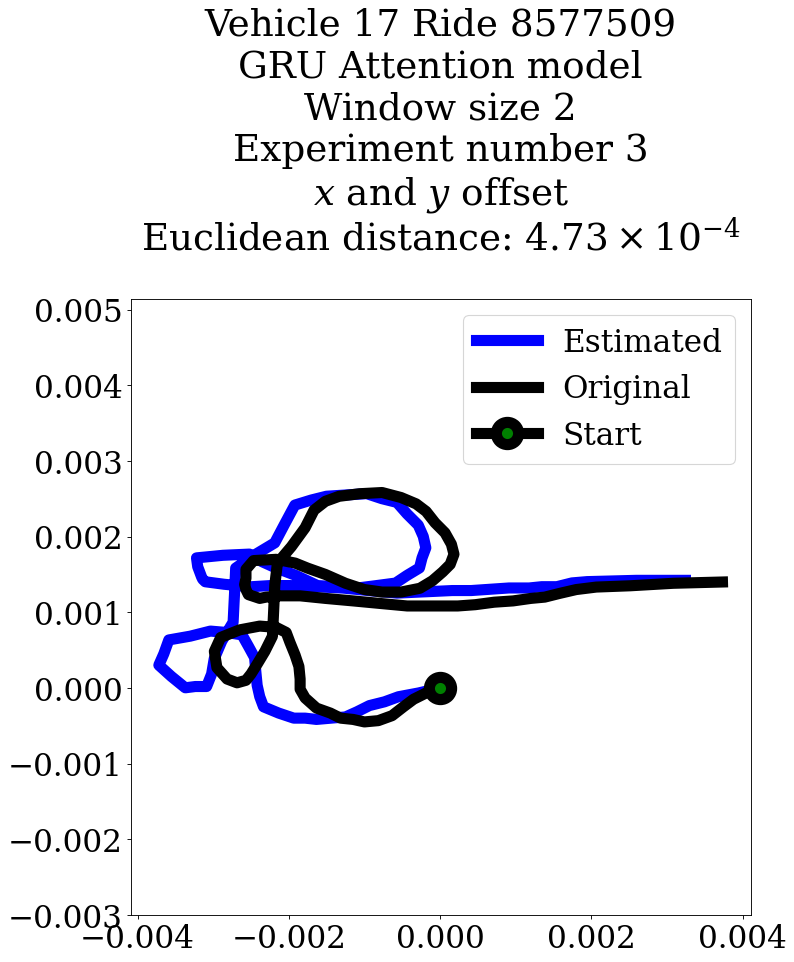 Vehicle 17 Ride 8577509
GRU Attention model
Window size 2
Experiment number 3
x and y offset
Euclidean distance: 4.73 × 10⁻⁴
Estimated
Original
Start
0.005
0.004
0.003
0.002
0.001
0.000
−0.001
−0.002
−0.003
−0.004
−0.002
0.000
0.002
0.004